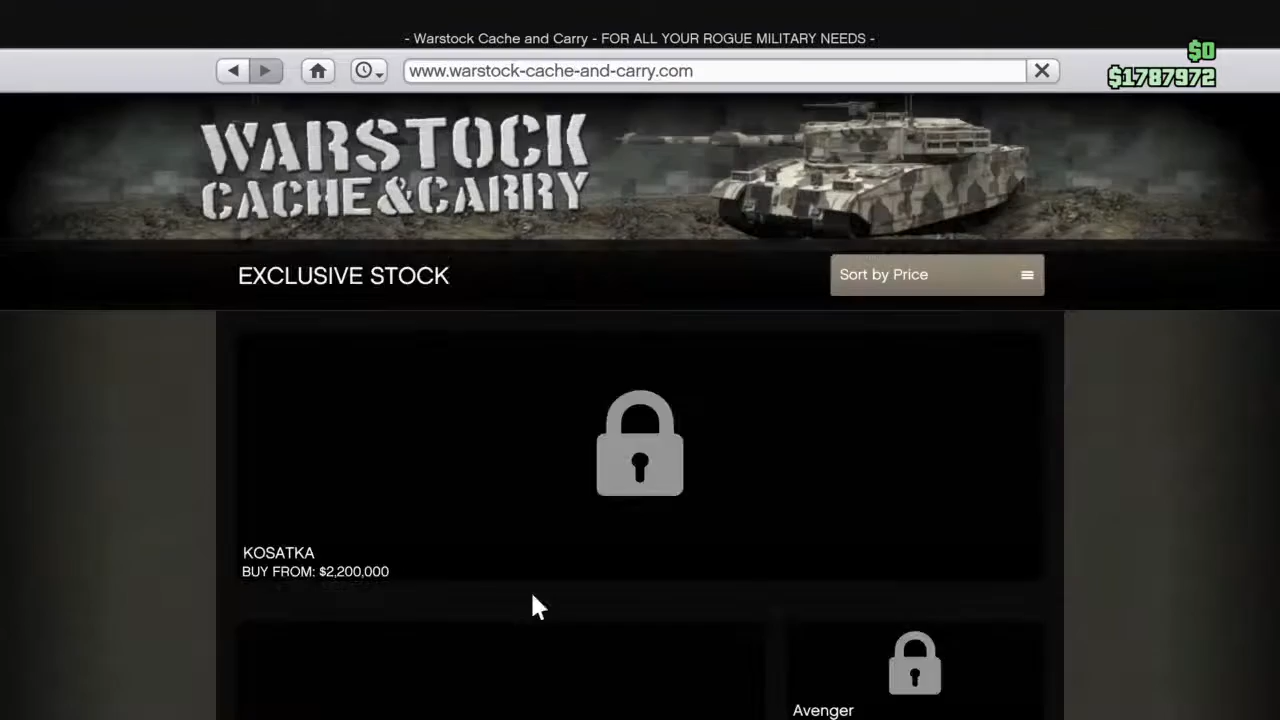 - Warstock Cache and Carry - FOR ALL YOUR ROGUE MILITARY NEEDS -
$0
www.warstock-cache-and-carry.com
$1787972
WARSTOCK
CACHE&CARRY
EXCLUSIVE STOCK
Sort by Price
KOSATKA
BUY FROM: $2,200,000
Avenger